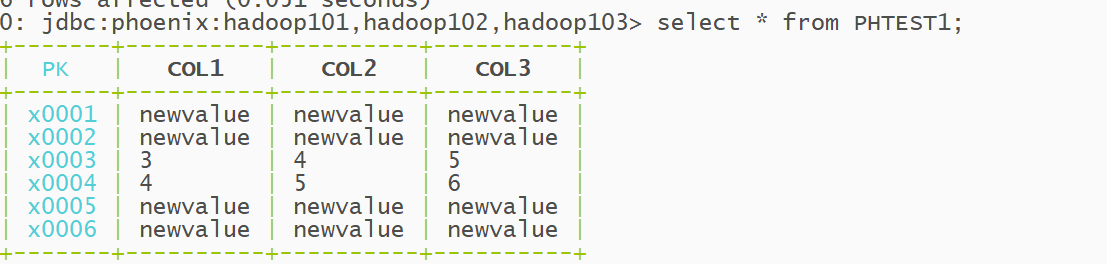 6 rows affected (0.051 seconds)
0: jdbc:phoenix:hadoop101,hadoop102,hadoop103> select * from PHTEST1;
+--------+-----------+-----------+-----------+
|   PK   |   COL1    |   COL2    |   COL3    |
+--------+-----------+-----------+-----------+
| x0001  | newvalue  | newvalue  | newvalue  |
| x0002  | newvalue  | newvalue  | newvalue  |
| x0003  | 3         | 4         | 5         |
| x0004  | 4         | 5         | 6         |
| x0005  | newvalue  | newvalue  | newvalue  |
| x0006  | newvalue  | newvalue  | newvalue  |
+--------+-----------+-----------+-----------+